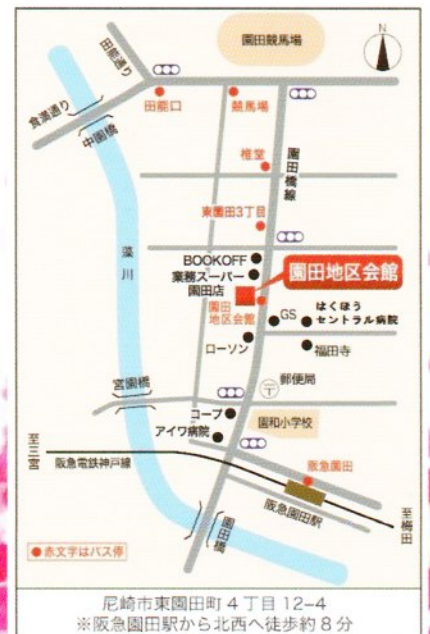 園田競馬場
N
田能通り
食満通り
中園橋
田能口
競馬場
椎堂
園田橋線
東園田3丁目
藻川
BOOKOFF
業務スーパー
園田店
園田地区会館
園田
地区会館
GS
はくほう
セントラル病院
ローソン
福田寺
宮園橋
〒
郵便局
コープ
アイワ病院
園和小学校
至三宮
阪急電鉄神戸線
阪急園田
阪急園田駅
至梅田
園田橋
●赤文字はバス停
尼崎市東園田町4丁目12-4
※阪急園田駅から北西へ徒歩約8分